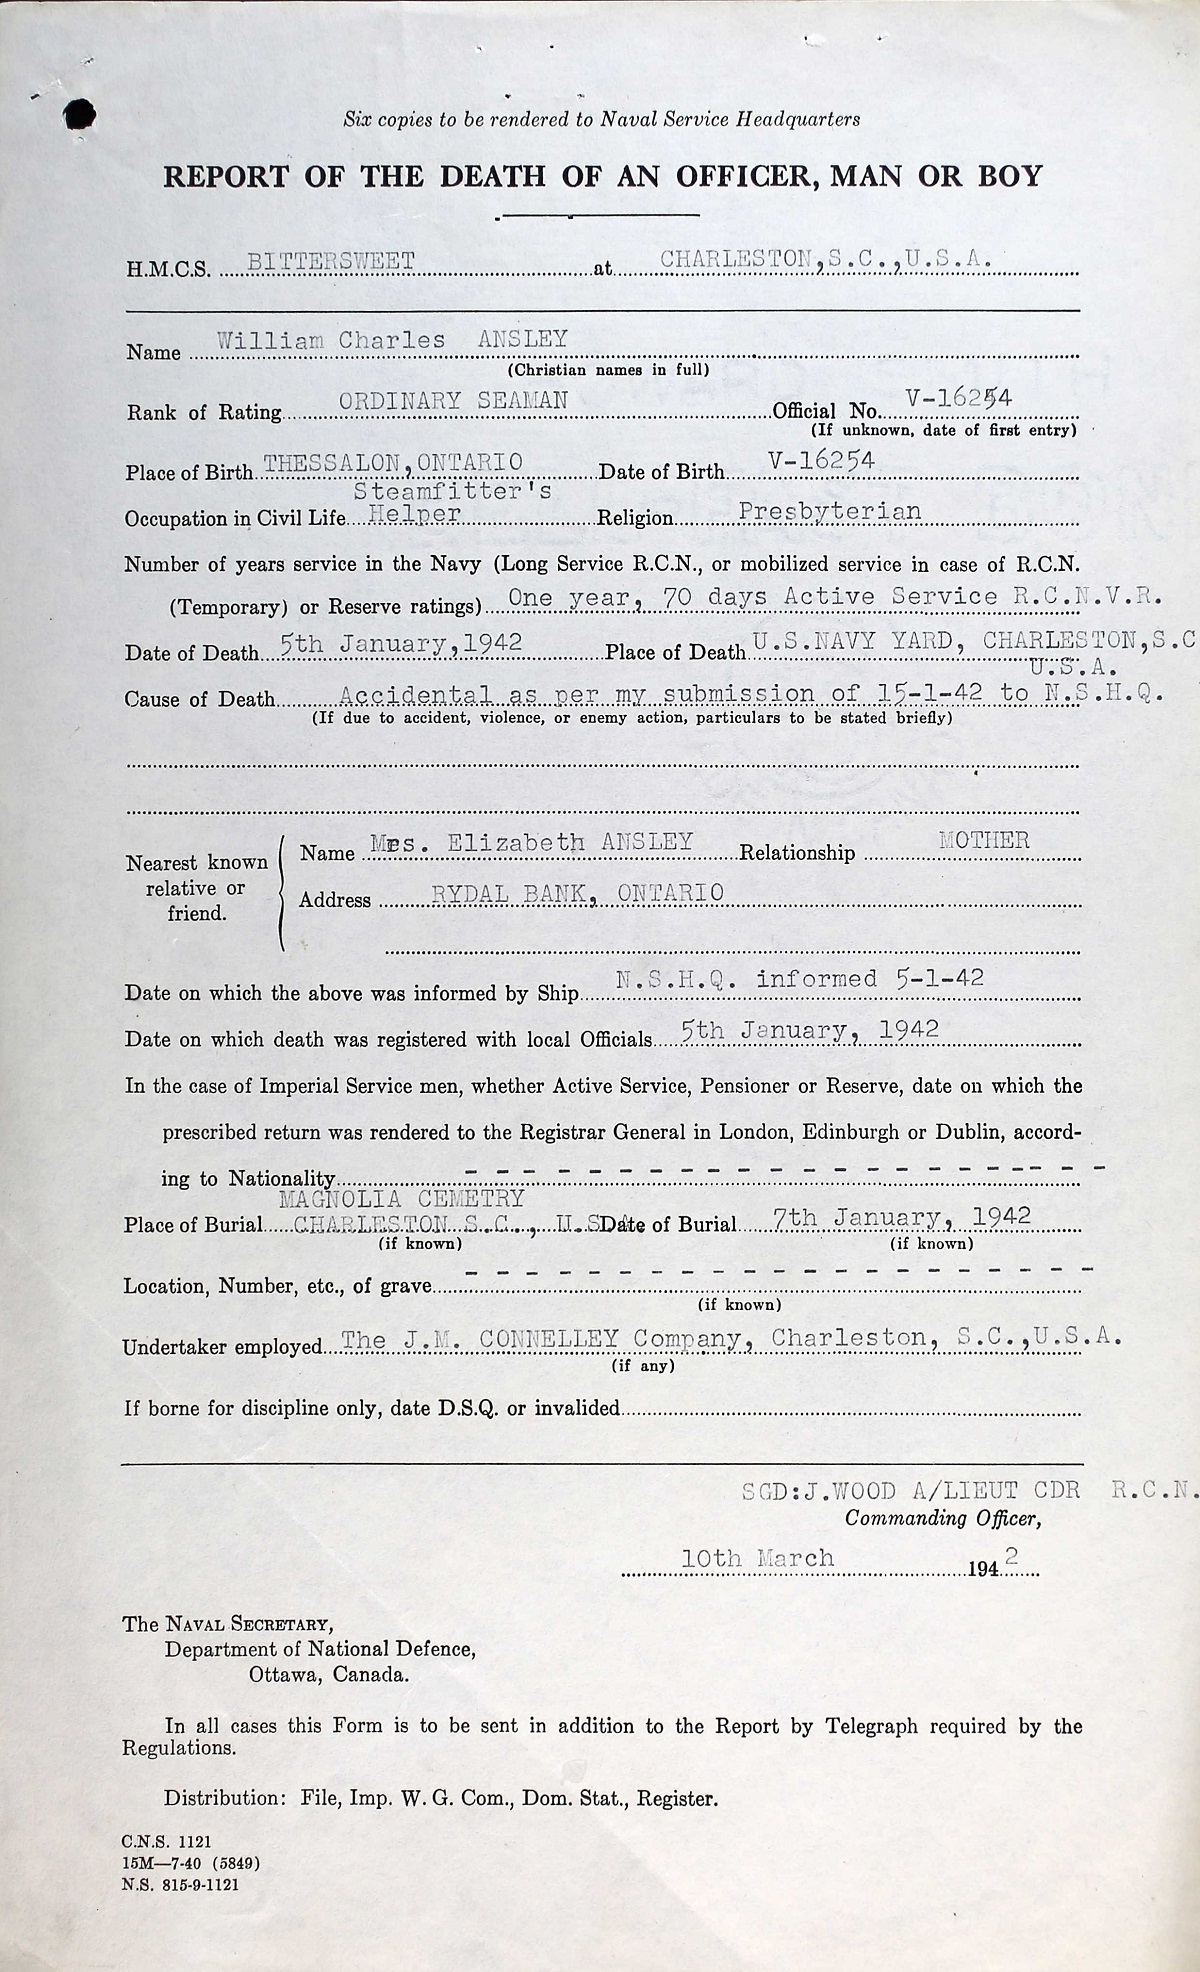 Six copies to be rendered to Naval Service Headquarters
REPORT OF THE DEATH OF AN OFFICER, MAN OR BOY
H.M.C.S. BITTERSWEET at CHARLESTON,S.C.,U.S.A.
Name William Charles ANSLEY
(Christian names in full)
Rank of Rating ORDINARY SEAMAN Official No. V-16254
(If unknown, date of first entry)
Place of Birth THESSALON,ONTARIO Date of Birth V-16254
Steamfitter's
Occupation in Civil Life Helper Religion Presbyterian
Number of years service in the Navy (Long Service R.C.N., or mobilized service in case of R.C.N.
(Temporary) or Reserve ratings) One year, 70 days Active Service R.C.N.V.R.
Date of Death 5th January,1942 Place of Death U.S.NAVY YARD, CHARLESTON,S.C
U.S.A.
Cause of Death Accidental as per my submission of 15-1-42 to N.S.H.Q.
(If due to accident, violence, or enemy action, particulars to be stated briefly)
Nearest known relative or friend.
Name Mrs. Elizabeth ANSLEY Relationship MOTHER
Address RYDAL BANK, ONTARIO
Date on which the above was informed by Ship N.S.H.Q. informed 5-1-42
Date on which death was registered with local Officials 5th January, 1942
In the case of Imperial Service men, whether Active Service, Pensioner or Reserve, date on which the
prescribed return was rendered to the Registrar General in London, Edinburgh or Dublin, accord-
ing to Nationality - - - - - - - - - - - - - - - - - - - - - -
MAGNOLIA CEMETRY
Place of Burial CHARLESTON S.C., U.S.A. Date of Burial 7th January, 1942
(if known) (if known)
Location, Number, etc., of grave - - - - - - - - - - - - - - - - - - - - -
(if known)
Undertaker employed The J.M. CONNELLEY Company, Charleston, S.C.,U.S.A.
(if any)
If borne for discipline only, date D.S.Q. or invalided
SGD:J.WOOD A/LIEUT CDR R.C.N.
Commanding Officer,
10th March 1942
The NAVAL SECRETARY,
Department of National Defence,
Ottawa, Canada.
In all cases this Form is to be sent in addition to the Report by Telegraph required by the
Regulations.
Distribution: File, Imp. W. G. Com., Dom. Stat., Register.
C.N.S. 1121
15M—7-40 (5849)
N.S. 815-9-1121